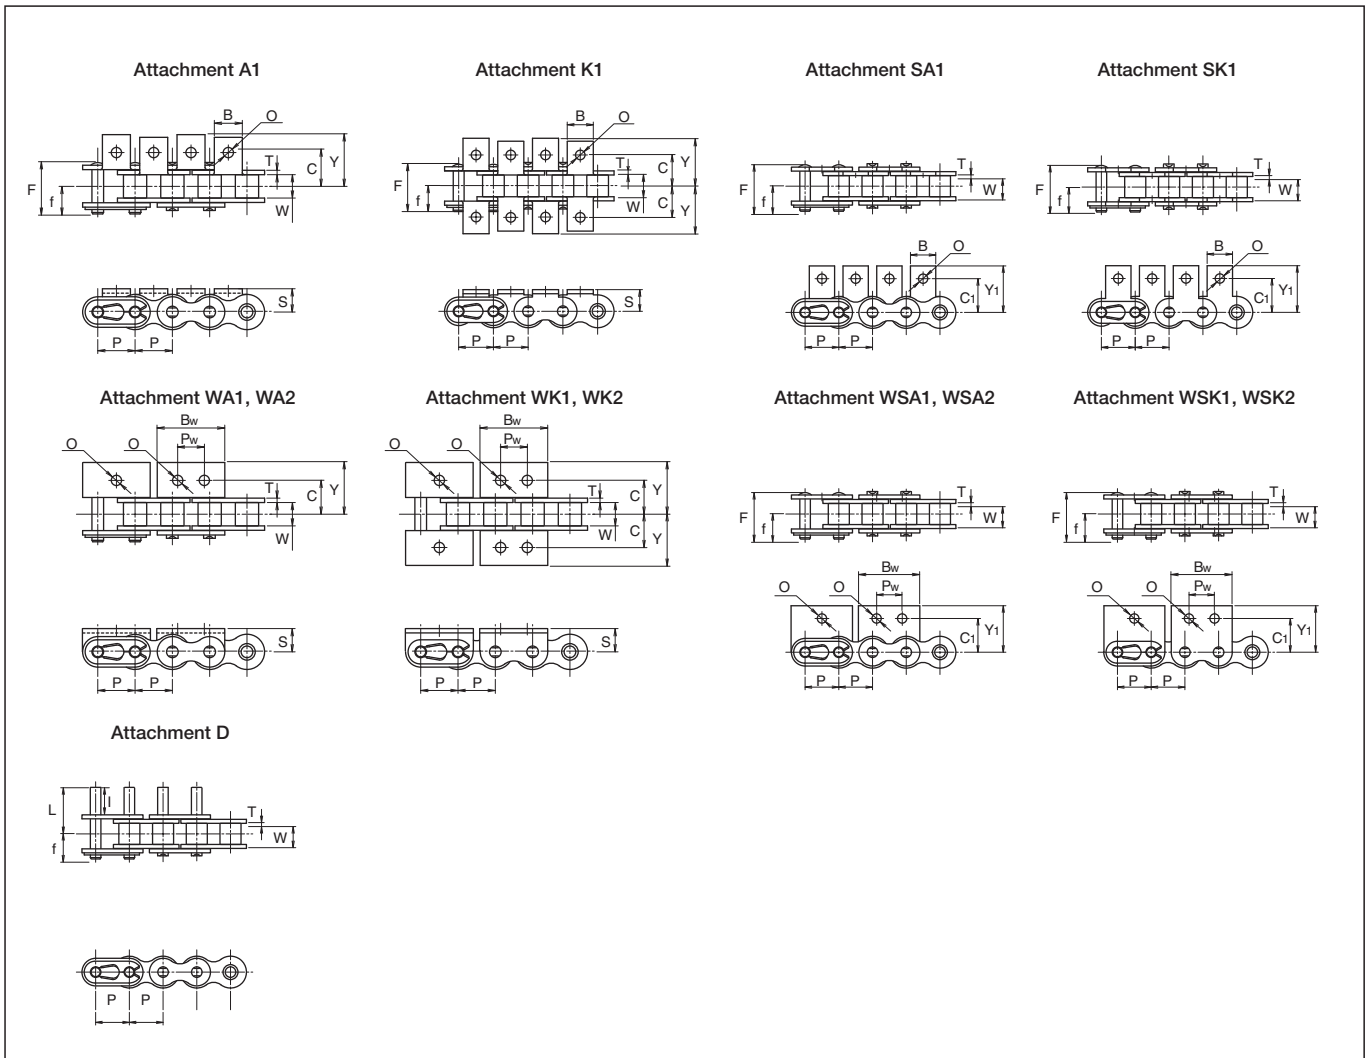 Attachment A1
Attachment K1
Attachment SA1
Attachment SK1
B
O
T
F
f
C
Y
W
S
P
P
B
O
T
F
f
C
Y
W
C
Y
S
P
P
T
F
f
W
B
O
C1
Y1
P
P
T
F
f
W
B
O
C1
Y1
P
P
Attachment WA1, WA2
Attachment WK1, WK2
Attachment WSA1, WSA2
Attachment WSK1, WSK2
Bw
Pw
O
O
T
C
Y
W
S
P
P
Bw
Pw
O
O
T
C
Y
W
C
Y
S
P
P
T
F
f
W
Bw
Pw
O
O
C1
Y1
P
P
T
F
f
W
Bw
Pw
O
O
C1
Y1
P
P
Attachment D
L
l
T
f
W
P
P